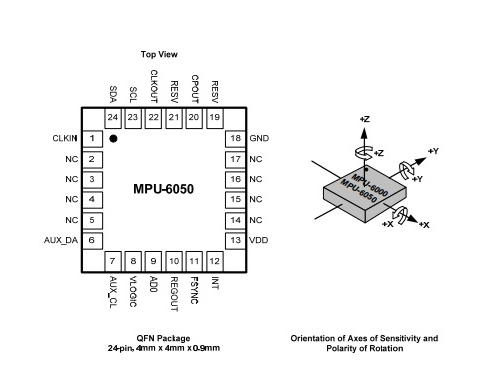 Top View
SDA
SCL
CLKOUT
RESV
CPOUT
RESV
24 23 22 21 20 19
CLKIN 1 18 GND
NC 2 17 NC
NC 3 16 NC
MPU-6050
NC 4 15 NC
NC 5 14 NC
AUX_DA 6 13 VDD
7 8 9 10 11 12
AUX_CL
VLOGIC
AD0
REGOUT
FSYNC
INT
QFN Package
24-pin, 4mm x 4mm x 0.9mm
+Z
+Z
+Y
+Y
MPU-6000
MPU-6050
+X
+X
Orientation of Axes of Sensitivity and
Polarity of Rotation